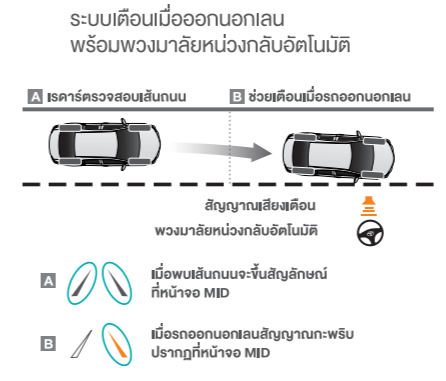 ระบบเตือนเมื่อออกนอกเลน
พร้อมพวงมาลัยหน่วงกลับอัตโนมัติ
A เรดาร์ตรวจสอบเส้นถนน
B ช่วยเตือนเมื่อรถออกนอกเลน
สัญญาณเสียงเตือน
พวงมาลัยหน่วงกลับอัตโนมัติ
A เมื่อพบเส้นถนนจะขึ้นสัญลักษณ์
ที่หน้าจอ MID
B เมื่อรถออกนอกเลนสัญญาณกะพริบ
ปรากฏที่หน้าจอ MID